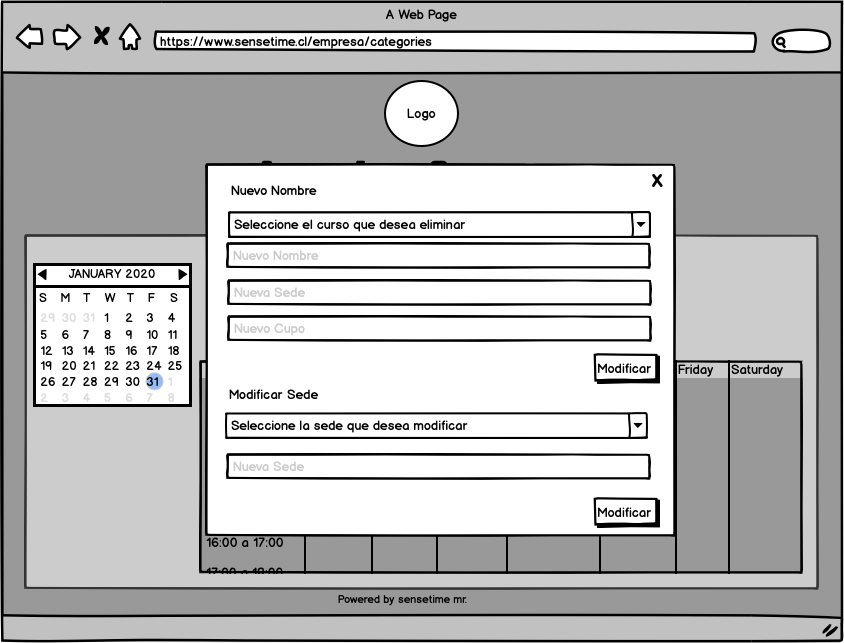 A Web Page
https://www.sensetime.cl/empresa/categories
Logo
X
Nuevo Nombre
Seleccione el curso que desea eliminar
Nuevo Nombre
Nueva Sede
Nuevo Cupo
Modificar
Modificar Sede
Seleccione la sede que desea modificar
Nueva Sede
Modificar
JANUARY 2020
S M T W T F S
29 30 31 1 2 3 4
5 6 7 8 9 10 11
12 13 14 15 16 17 18
19 20 21 22 23 24 25
26 27 28 29 30 31 1
2 3 4 5 6 7 8
Friday Saturday
16:00 a 17:00
17:00 a 18:00
Powered by sensetime mr.